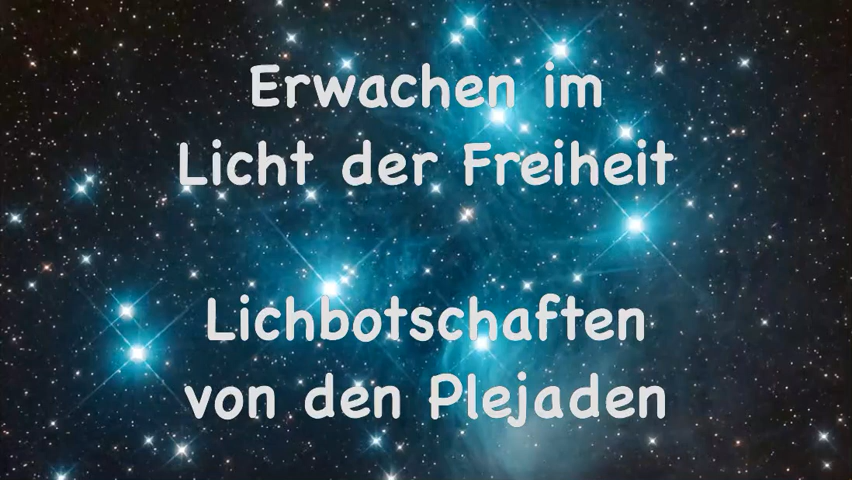 Erwachen im
Licht der Freiheit
Lichbotschaften
von den Plejaden